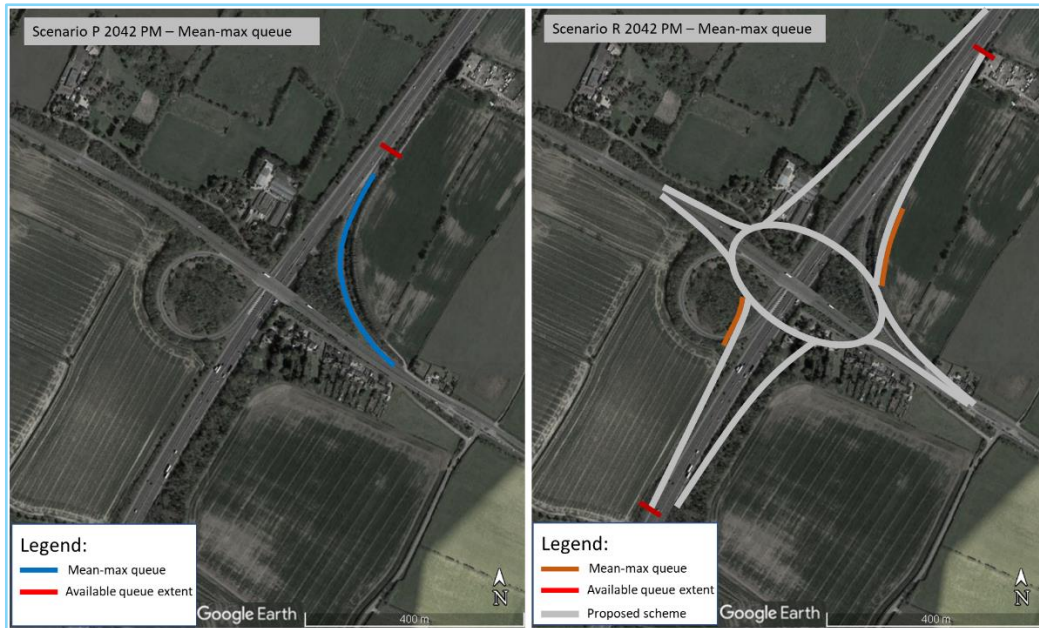 Scenario P 2042 PM – Mean-max queue
Legend:
Mean-max queue
Available queue extent
Google Earth
400 m
N
Scenario R 2042 PM – Mean-max queue
Legend:
Mean-max queue
Available queue extent
Proposed scheme
Google Earth
400 m
N